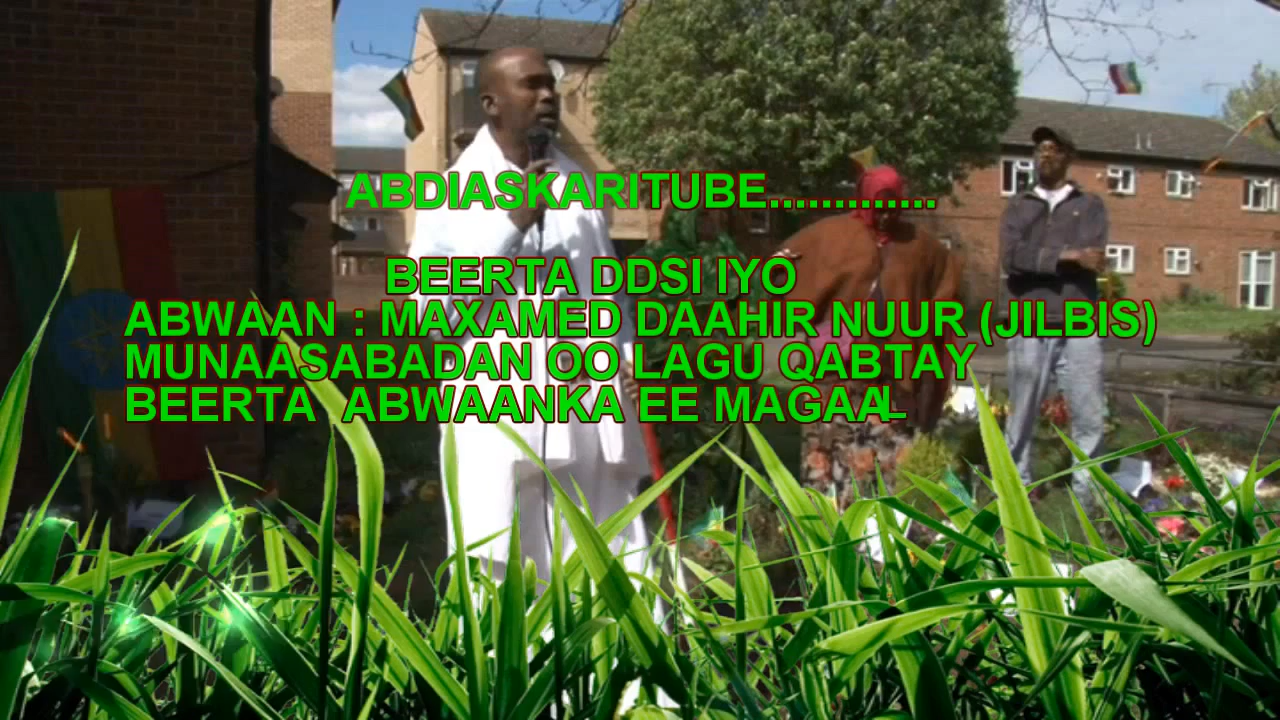 ABDIASKARITUBE.............
BEERTA DDSI IYO
ABWAAN : MAXAMED DAAHIR NUUR (JILBIS)
MUNAASABADAN OO LAGU QABTAY
BEERTA ABWAANKA EE MAGAAL